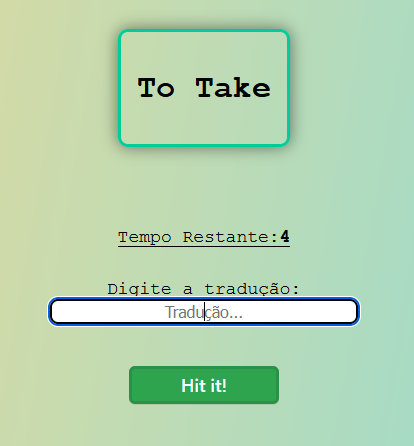 To Take
Tempo Restante:4
Digite a tradução:
Tradução...
Hit it!